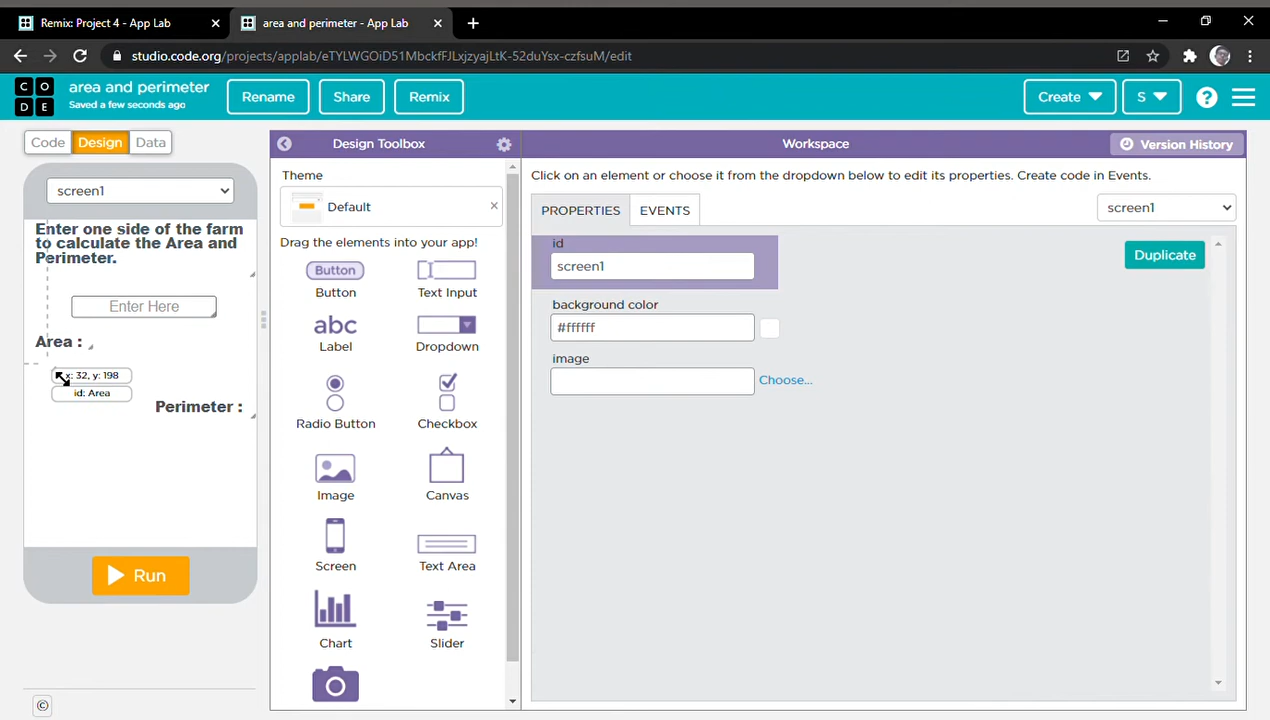 Remix: Project 4 - App Lab
area and perimeter - App Lab
studio.code.org/projects/applab/eTYLWGOiD51MbckfFJLxjzyajLtK-52duYsx-czfsuM/edit
C O
D E
area and perimeter
Saved a few seconds ago
Rename
Share
Remix
Create
S
?
Code
Design
Data
Design Toolbox
Workspace
Version History
screen1
Enter one side of the farm
to calculate the Area and
Perimeter.
Enter Here
Area :
x: 32, y: 198
id: Area
Perimeter :
Run
©
Theme
Default
Drag the elements into your app!
Button
Button
Text Input
abc
Label
Dropdown
Radio Button
Checkbox
Image
Canvas
Screen
Text Area
Chart
Slider
Click on an element or choose it from the dropdown below to edit its properties. Create code in Events.
PROPERTIES
EVENTS
screen1
id
screen1
Duplicate
background color
#ffffff
image
Choose...